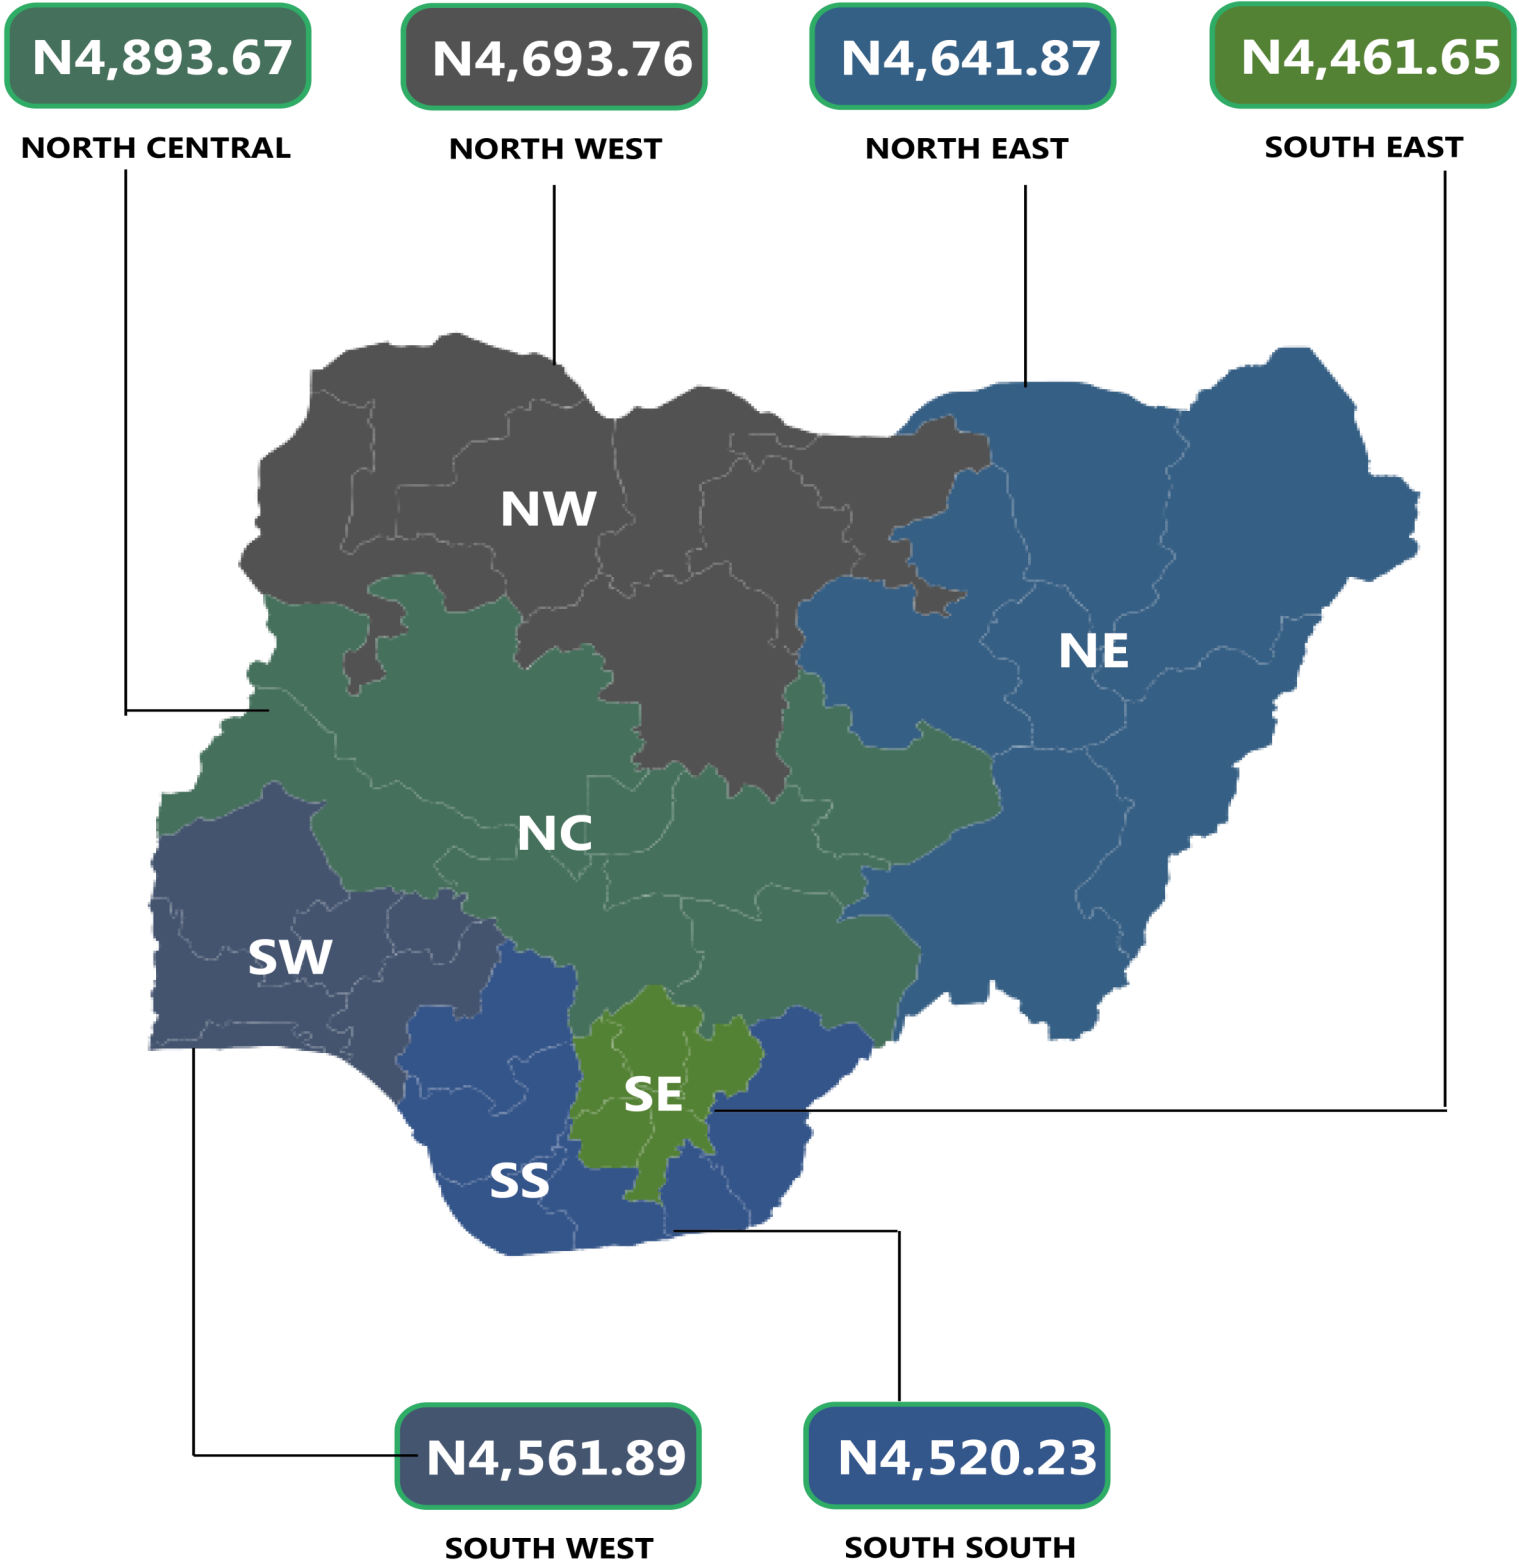 N4,893.67
NORTH CENTRAL
N4,693.76
NORTH WEST
N4,641.87
NORTH EAST
N4,461.65
SOUTH EAST
NW
NE
NC
SW
SE
SS
N4,561.89
SOUTH WEST
N4,520.23
SOUTH SOUTH